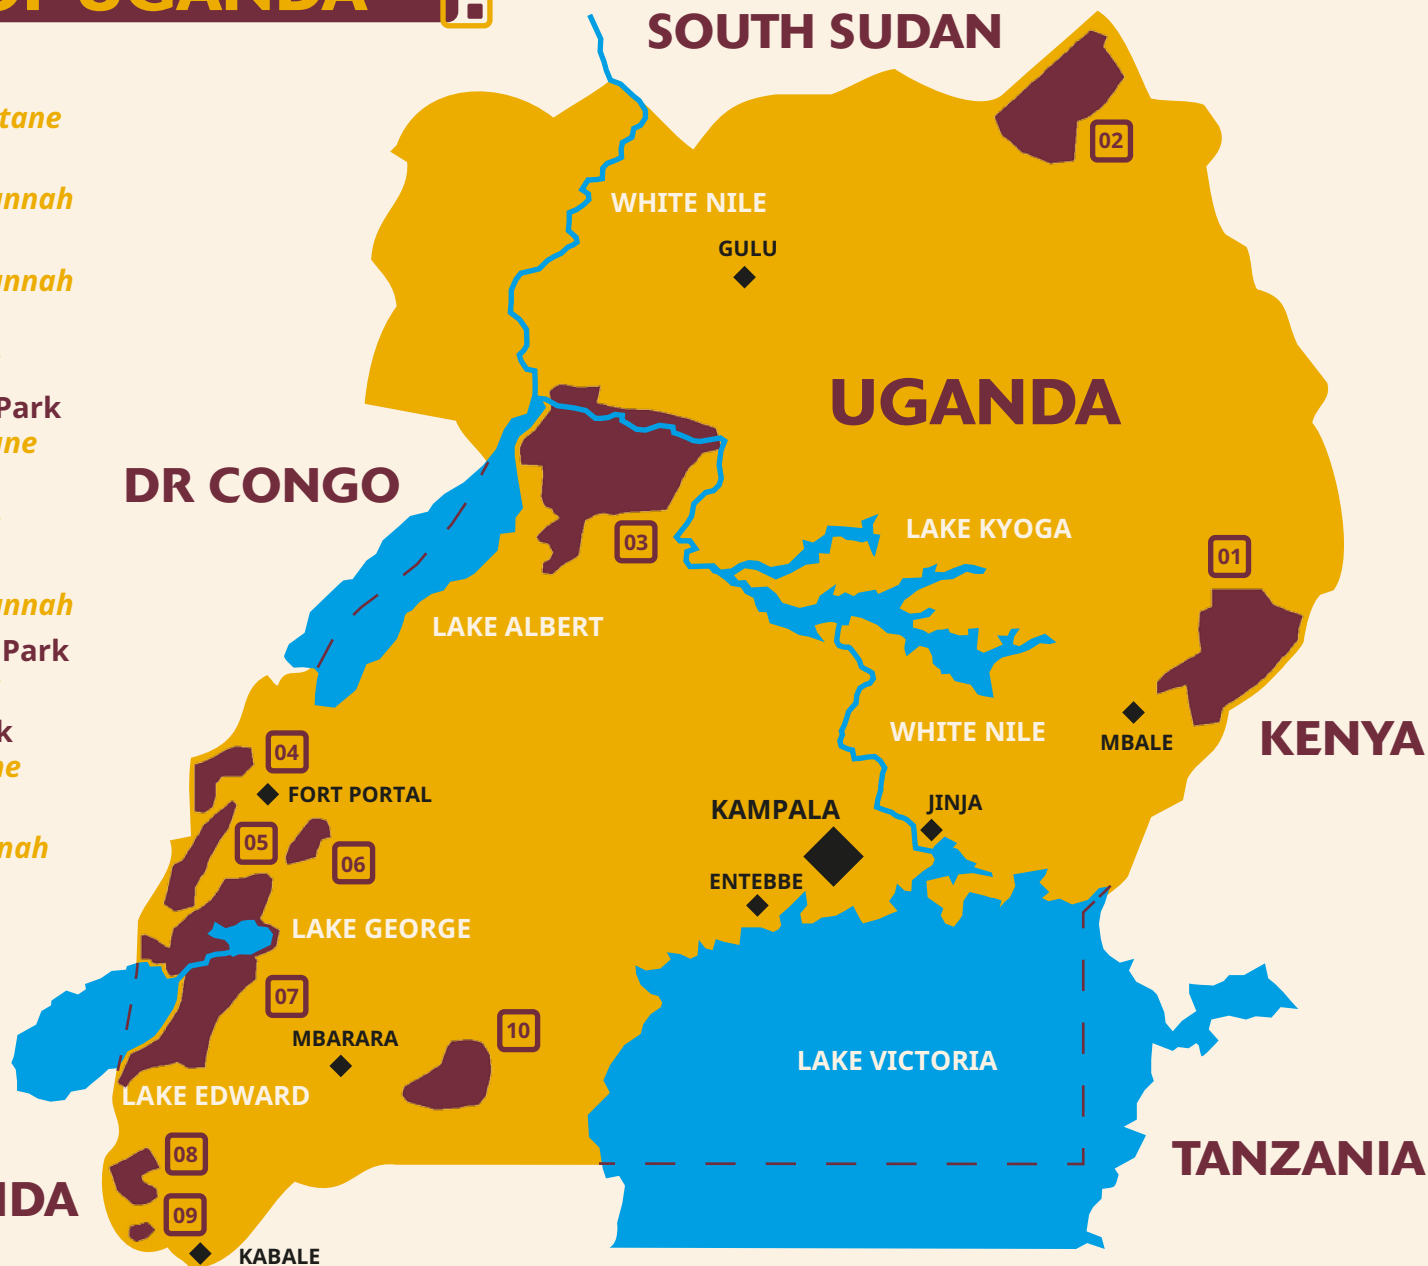 OF UGANDA
SOUTH SUDAN
02
WHITE NILE
GULU
UGANDA
Park
DR CONGO
LAKE KYOGA
03
01
LAKE ALBERT
Park
WHITE NILE
MBALE
KENYA
04
FORT PORTAL
KAMPALA
JINJA
05
06
ENTEBBE
LAKE GEORGE
07
MBARARA
10
LAKE VICTORIA
LAKE EDWARD
08
TANZANIA
09
KABALE